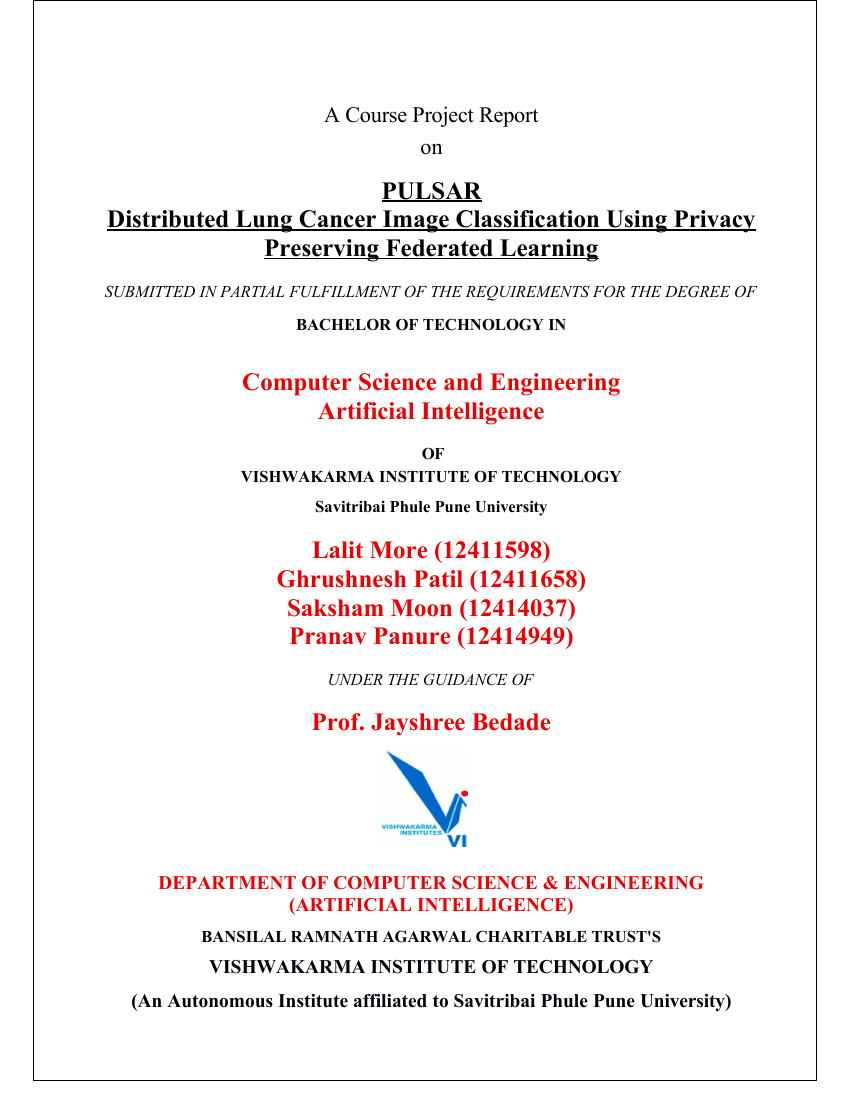 A Course Project Report
on
PULSAR
Distributed Lung Cancer Image Classification Using Privacy
Preserving Federated Learning
SUBMITTED IN PARTIAL FULFILLMENT OF THE REQUIREMENTS FOR THE DEGREE OF
BACHELOR OF TECHNOLOGY IN
Computer Science and Engineering
Artificial Intelligence
OF
VISHWAKARMA INSTITUTE OF TECHNOLOGY
Savitribai Phule Pune University
Lalit More (12411598)
Ghrushnesh Patil (12411658)
Saksham Moon (12414037)
Pranav Panure (12414949)
UNDER THE GUIDANCE OF
Prof. Jayshree Bedade
VISHWAKARMA
INSTITUTES
VI
DEPARTMENT OF COMPUTER SCIENCE & ENGINEERING
(ARTIFICIAL INTELLIGENCE)
BANSILAL RAMNATH AGARWAL CHARITABLE TRUST'S
VISHWAKARMA INSTITUTE OF TECHNOLOGY
(An Autonomous Institute affiliated to Savitribai Phule Pune University)